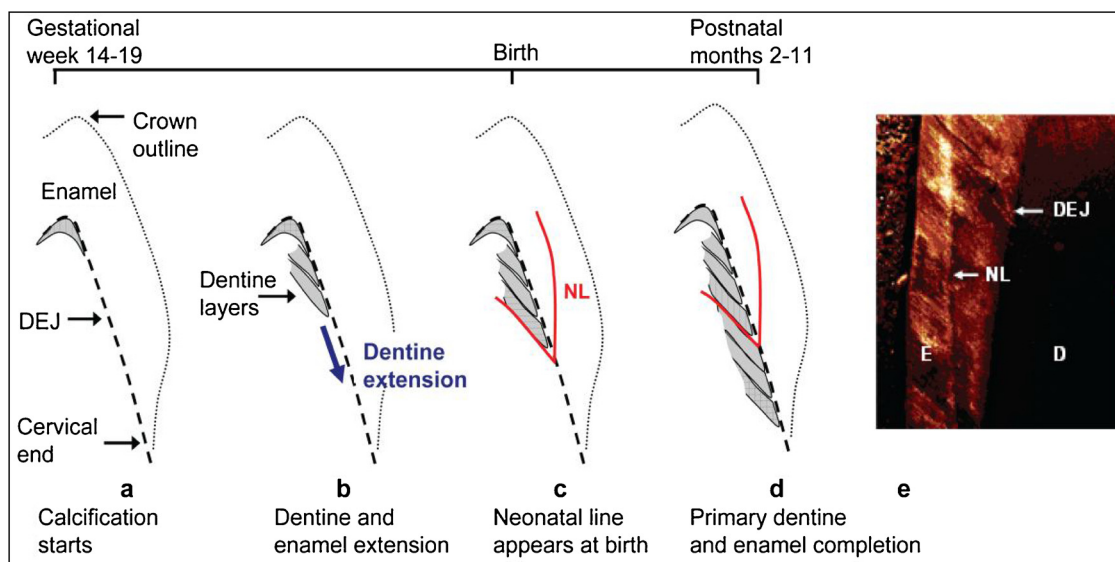 Gestational
week 14-19
Birth
Postnatal
months 2-11
Crown
outline
Enamel
DEJ
Cervical
end
Dentine
layers
Dentine
extension
NL
DEJ
NL
E
D
a
b
c
d
e
Calcification
starts
Dentine and
enamel extension
Neonatal line
appears at birth
Primary dentine
and enamel completion